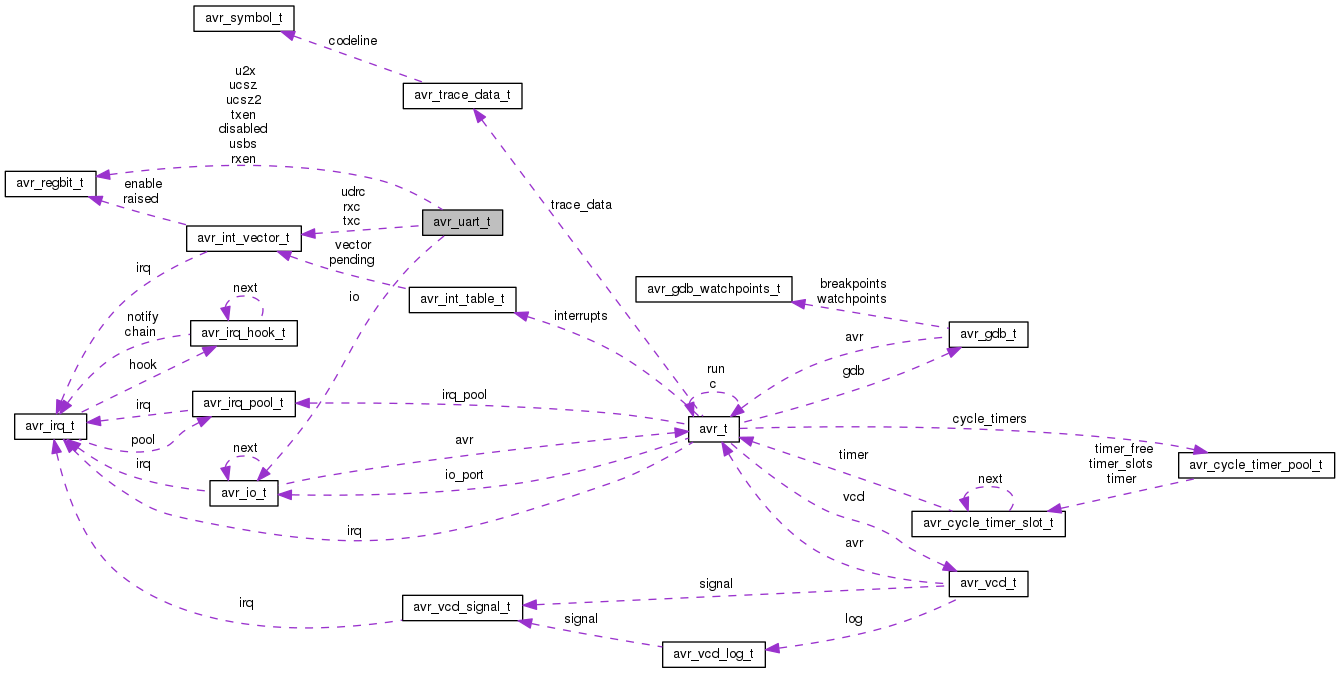 avr_symbol_t
codeline
u2x
ucsz
ucsz2
txen
disabled
usbs
rxen
avr_trace_data_t
avr_regbit_t
enable
raised
udrc
rxc
txc
avr_uart_t
trace_data
avr_int_vector_t
vector
pending
irq
io
avr_int_table_t
interrupts
avr_gdb_watchpoints_t
breakpoints
watchpoints
next
notify
chain
avr_irq_hook_t
avr
avr_gdb_t
hook
run
c
gdb
irq_pool
avr_irq_pool_t
irq
avr_irq_t
pool
avr_t
cycle_timers
avr
next
irq
io_port
avr_io_t
timer
timer_free
timer_slots
timer
avr_cycle_timer_pool_t
next
vcd
avr_cycle_timer_slot_t
irq
avr
avr_vcd_t
signal
irq
avr_vcd_signal_t
signal
log
avr_vcd_log_t